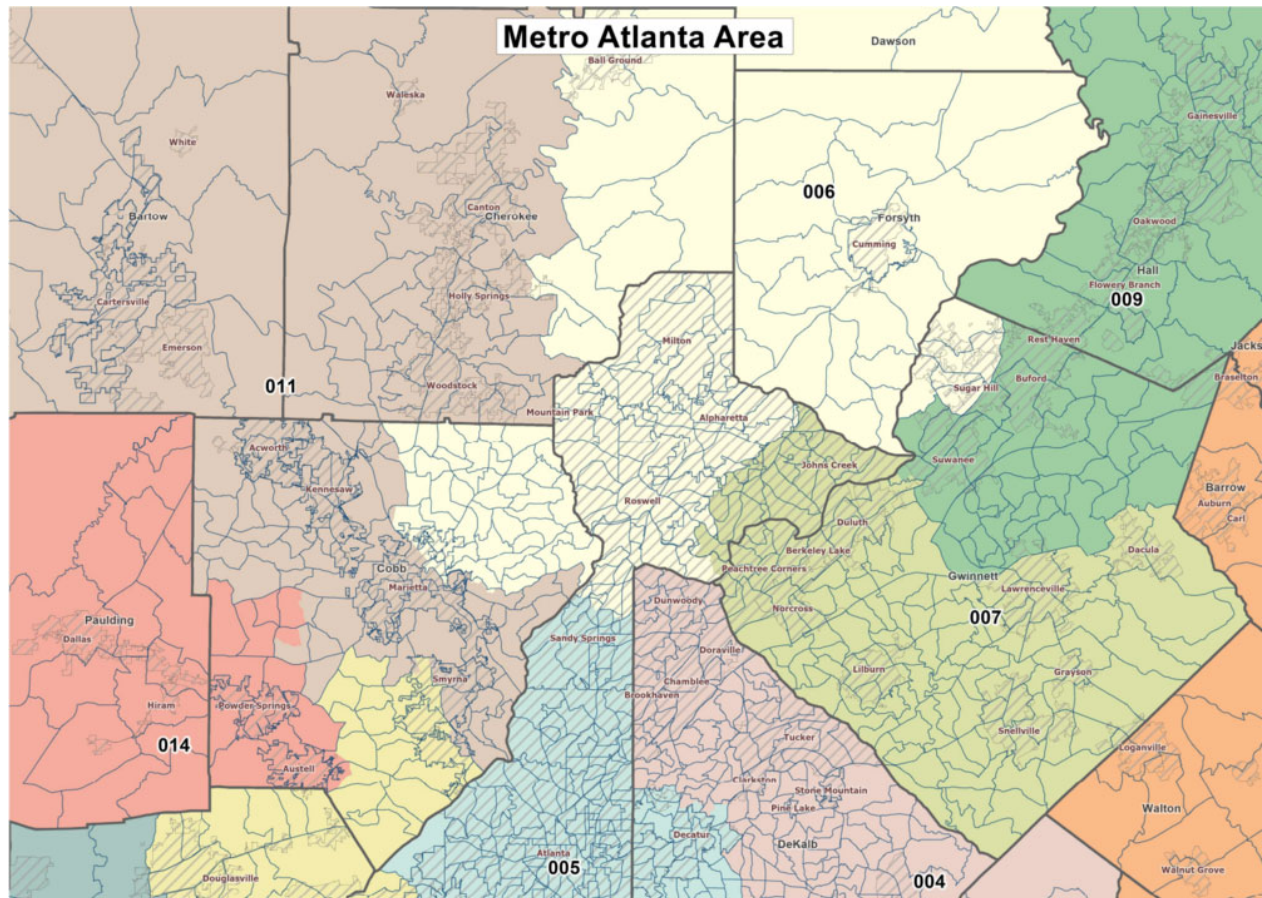 Metro Atlanta Area
Dawson
Ball Ground
Waleska
Gainesville
White
006
Bartow
Canton
Cherokee
Forsyth
Oakwood
Cumming
Hall
Flowery Branch
009
Cartersville
Holly Springs
Emerson
Milton
Rest Haven
Jacks
011
Woodstock
Sugar Hill
Buford
Braselton
Mountain Park
Alpharetta
Acworth
Johns Creek
Suwanee
Kennesaw
Roswell
Barrow
Auburn
Carl
Duluth
Berkeley Lake
Dacula
Cobb
Marietta
Peachtree Corners
Gwinnett
Lawrenceville
Dunwoody
Norcross
007
Paulding
Dallas
Sandy Springs
Doraville
Lilburn
Grayson
Smyrna
Chamblee
Brookhaven
Hiram
Powder Springs
Snellville
014
Tucker
Loganville
Austell
Clarkston
Stone Mountain
Pine Lake
Walton
Decatur
DeKalb
Atlanta
005
Douglasville
004
Walnut Grove